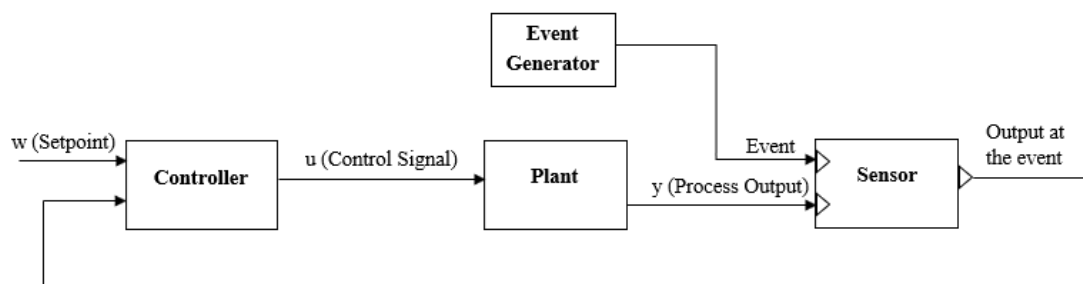 Event
Generator
w (Setpoint)
Controller
u (Control Signal)
Plant
y (Process Output)
Event
Sensor
Output at
the event